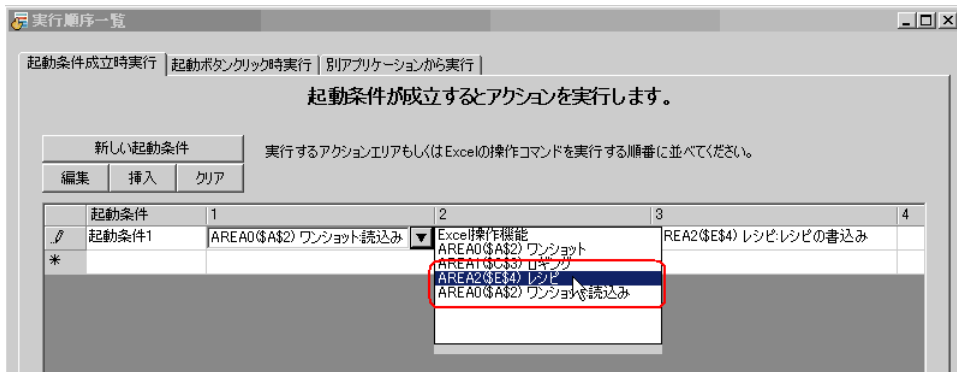 実行順序一覧
起動条件成立時実行 起動ボタンクリック時実行 別アプリケーションから実行
起動条件が成立するとアクションを実行します。
新しい起動条件
実行するアクションエリアもしくはExcelの操作コマンドを実行する順番に並べてください。
編集 挿入 クリア
起動条件 1 2 3 4
起動条件1 AREA0($A$2) ワンショット:読込み REA2($E$4) レシピ:レシピの書込み
*
Excel操作機能
AREA0($A$2) ワンショット
AREA1($C$3) ロギング
AREA2($E$4) レシピ
AREA0($A$2) ワンショット:読込み